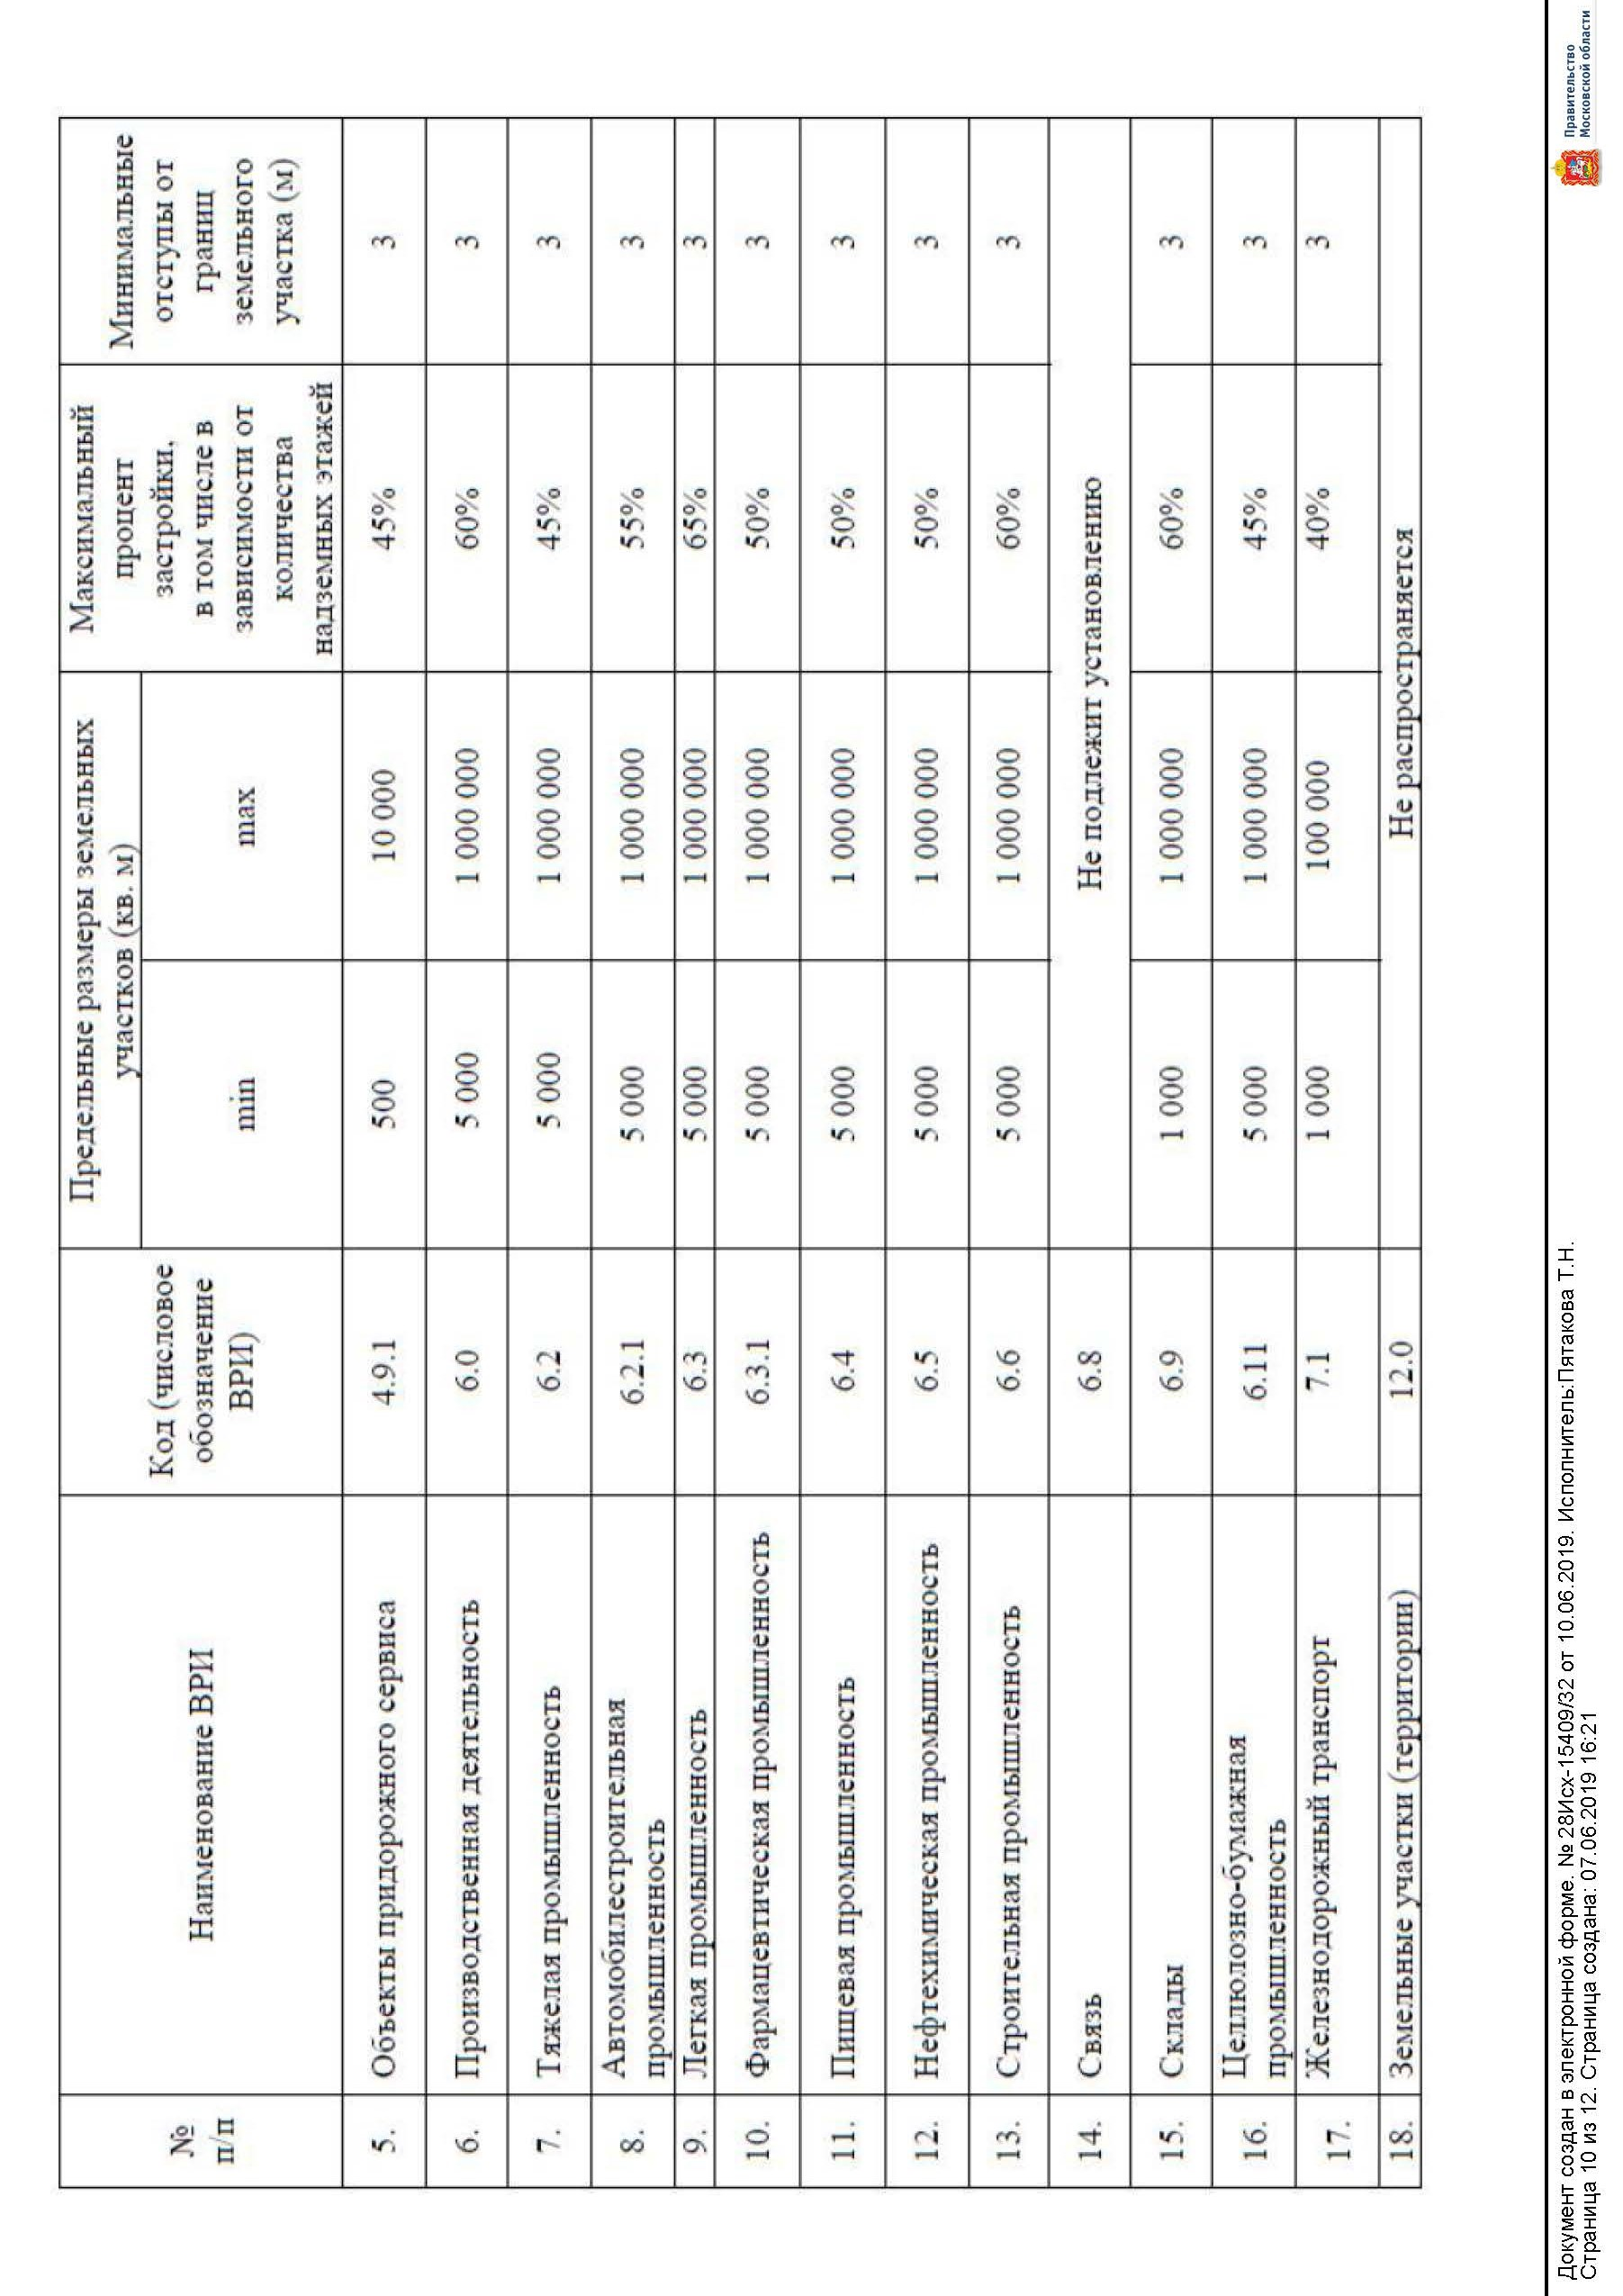 №
п/п
Наименование ВРИ
Код (числовое
обозначение
ВРИ)
Предельные размеры земельных
участков (кв. м)
min
max
Максимальный
процент
застройки,
в том числе в
зависимости от
количества
надземных этажей
Минимальные
отступы от
границ
земельного
участка (м)
5. Объекты придорожного сервиса 4.9.1 500 10 000 45% 3
6. Производственная деятельность 6.0 5 000 1 000 000 60% 3
7. Тяжелая промышленность 6.2 5 000 1 000 000 45% 3
8. Автомобилестроительная
промышленность 6.2.1 5 000 1 000 000 55% 3
9. Легкая промышленность 6.3 5 000 1 000 000 65% 3
10. Фармацевтическая промышленность 6.3.1 5 000 1 000 000 50% 3
11. Пищевая промышленность 6.4 5 000 1 000 000 50% 3
12. Нефтехимическая промышленность 6.5 5 000 1 000 000 50% 3
13. Строительная промышленность 6.6 5 000 1 000 000 60% 3
14. Связь 6.8 Не подлежит установлению
15. Склады 6.9 1 000 1 000 000 60% 3
16. Целлюлозно-бумажная
промышленность 6.11 5 000 1 000 000 45% 3
17. Железнодорожный транспорт 7.1 1 000 100 000 40% 3
18. Земельные участки (территории) 12.0 Не распространяется
Документ создан в электронной форме. № 28Исх-15409/32 от 10.06.2019. Исполнитель:Пятакова Т.Н.
Страница 10 из 12. Страница создана: 07.06.2019 16:21
Правительство
Московской области